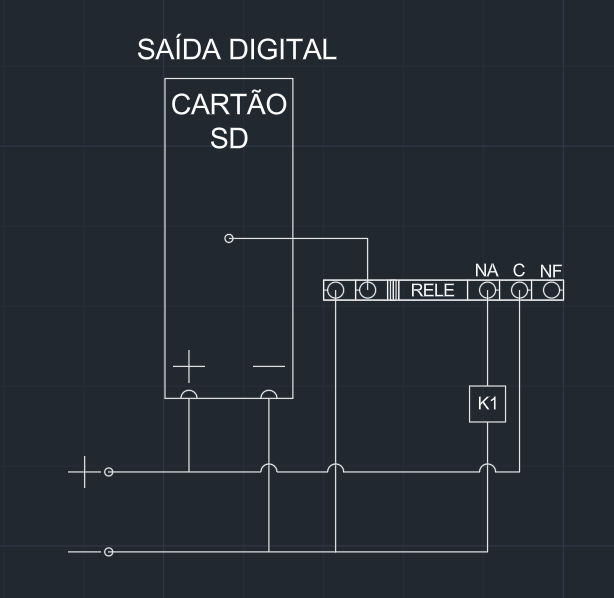 SAÍDA DIGITAL
CARTÃO
SD
NA C NF
RELE
K1
+ −
+
−